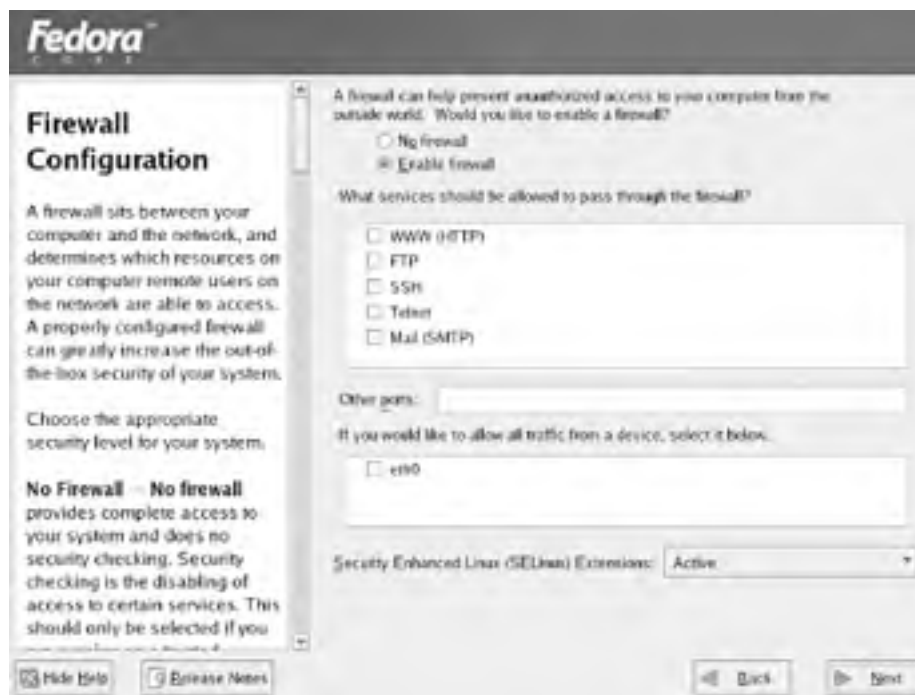 Fedora
CORE
Firewall
Configuration
A firewall sits between your
computer and the network, and
determines which resources on
your computer remote users on
the network are able to access.
A properly configured firewall
can greatly increase the out-of-
the-box security of your system.
Choose the appropriate
security level for your system.
No Firewall — No firewall
provides complete access to
your system and does no
security checking. Security
checking is the disabling of
access to certain services. This
should only be selected if you
A firewall can help prevent unauthorized access to your computer from the
outside world. Would you like to enable a firewall?
No firewall
Enable firewall
What services should be allowed to pass through the firewall?
WWW (HTTP)
FTP
SSH
Telnet
Mail (SMTP)
Other ports:
If you would like to allow all traffic from a device, select it below.
eth0
Security Enhanced Linux (SELinux) Extensions: Active
Hide Help
Release Notes
Back
Next